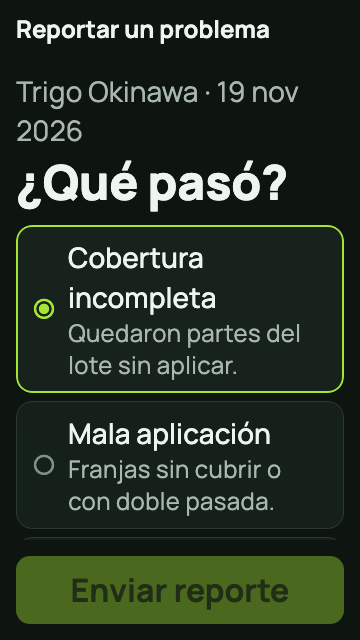 Reportar un problema
Trigo Okinawa · 19 nov
2026
¿Qué pasó?
Cobertura
incompleta
Quedaron partes del
lote sin aplicar.
Mala aplicación
Franjas sin cubrir o
con doble pasada.
Enviar reporte